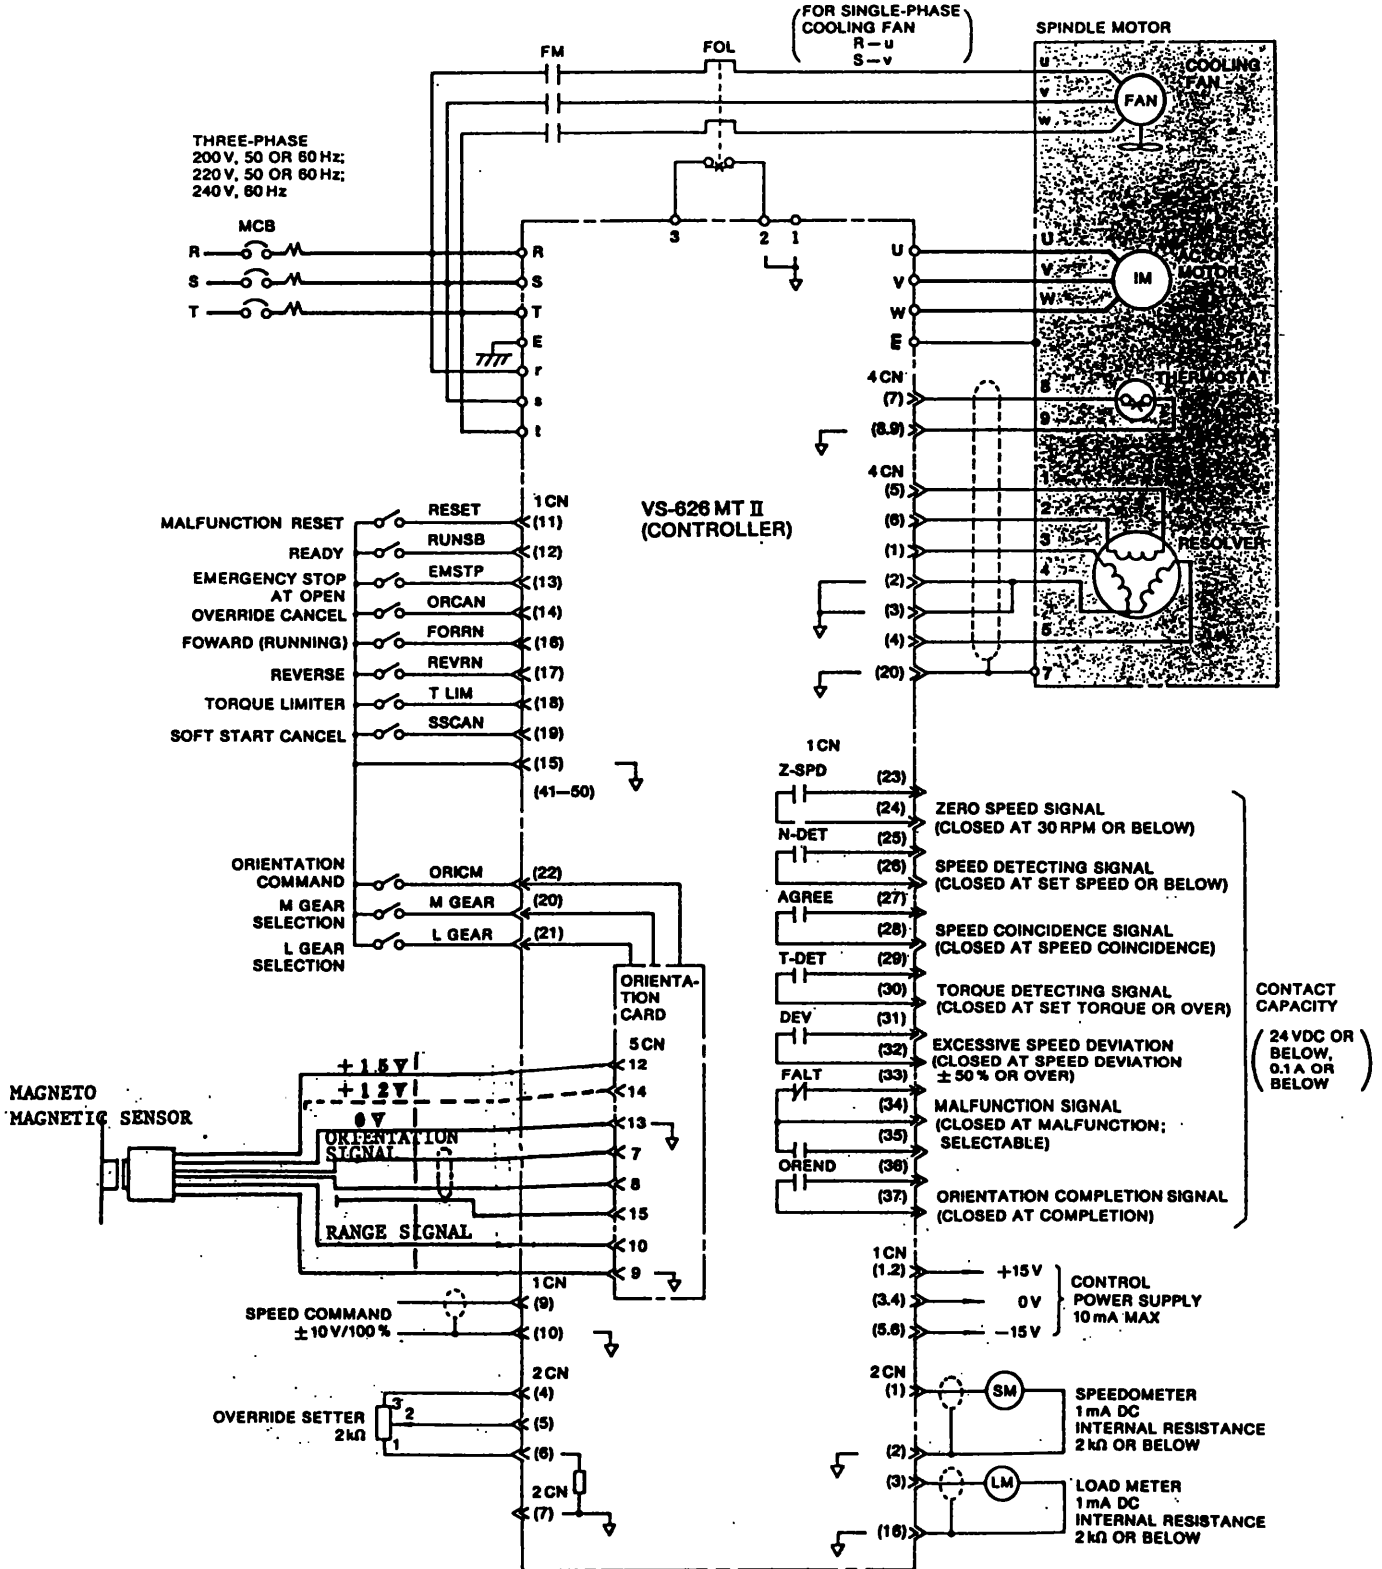 (FOR SINGLE-PHASE
COOLING FAN
R—u
S—v)
SPINDLE MOTOR
FM
FOL
u
v
w
COOLING
FAN
FAN
THREE-PHASE
200 V, 50 OR 60 Hz;
220 V, 50 OR 60 Hz;
240 V, 60 Hz
MCB
R
S
T
3
2
1
R
S
T
E
r
s
t
U
V
W
E
U
V
W
IM
AC
MOTOR
4 CN
(7)
(8.9)
8
9
THERMOSTAT
4 CN
(5)
(6)
(1)
(2)
(3)
(4)
(20)
1
2
3
4
5
7
RESOLVER
VS-626 MT II
(CONTROLLER)
1 CN
MALFUNCTION RESET RESET (11)
READY RUNSB (12)
EMERGENCY STOP
AT OPEN EMSTP (13)
OVERRIDE CANCEL ORCAN (14)
FOWARD (RUNNING) FORRN (16)
REVERSE REVRN (17)
TORQUE LIMITER T LIM (18)
SOFT START CANCEL SSCAN (19)
(15)
(41—50)
ORIENTATION
COMMAND ORICM (22)
M GEAR
SELECTION M GEAR (20)
L GEAR
SELECTION L GEAR (21)
ORIENTA-
TION
CARD
5 CN
12
14
13
7
8
15
10
9
+ 1.5 V
+ 1 2 V
0 V
ORIENTATION
SIGNAL
RANGE SIGNAL
MAGNETO
MAGNETIC SENSOR
1 CN
(9)
(10)
SPEED COMMAND
±10 V/100 %
2 CN
(4)
(5)
(6)
OVERRIDE SETTER
2 kΩ
3
2
1
2 CN
(7)
1 CN
Z-SPD
(23)
(24)
ZERO SPEED SIGNAL
(CLOSED AT 30 RPM OR BELOW)
N-DET
(25)
(26)
SPEED DETECTING SIGNAL
(CLOSED AT SET SPEED OR BELOW)
AGREE
(27)
(28)
SPEED COINCIDENCE SIGNAL
(CLOSED AT SPEED COINCIDENCE)
T-DET
(29)
(30)
TORQUE DETECTING SIGNAL
(CLOSED AT SET TORQUE OR OVER)
DEV
(31)
(32)
EXCESSIVE SPEED DEVIATION
(CLOSED AT SPEED DEVIATION
± 50 % OR OVER)
FALT
(33)
(34)
(35)
MALFUNCTION SIGNAL
(CLOSED AT MALFUNCTION;
SELECTABLE)
OREND
(36)
(37)
ORIENTATION COMPLETION SIGNAL
(CLOSED AT COMPLETION)
CONTACT
CAPACITY
(24 VDC OR
BELOW,
0.1 A OR
BELOW)
1 CN
(1.2) +15 V
(3.4) 0 V
(5.6) −15 V
CONTROL
POWER SUPPLY
10 mA MAX
2 CN
(1)
SM
(2)
SPEEDOMETER
1 mA DC
INTERNAL RESISTANCE
2 kΩ OR BELOW
(3)
LM
(16)
LOAD METER
1 mA DC
INTERNAL RESISTANCE
2 kΩ OR BELOW